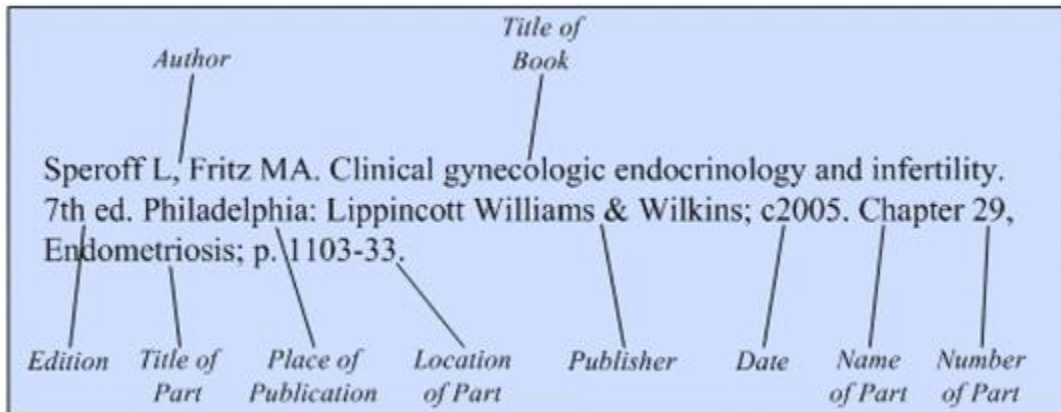 Title of
Author Book
Speroff L, Fritz MA. Clinical gynecologic endocrinology and infertility.
7th ed. Philadelphia: Lippincott Williams & Wilkins; c2005. Chapter 29,
Endometriosis; p. 1103-33.
Edition Title of Place of Location Publisher Date Name Number
Part Publication of Part of Part of Part